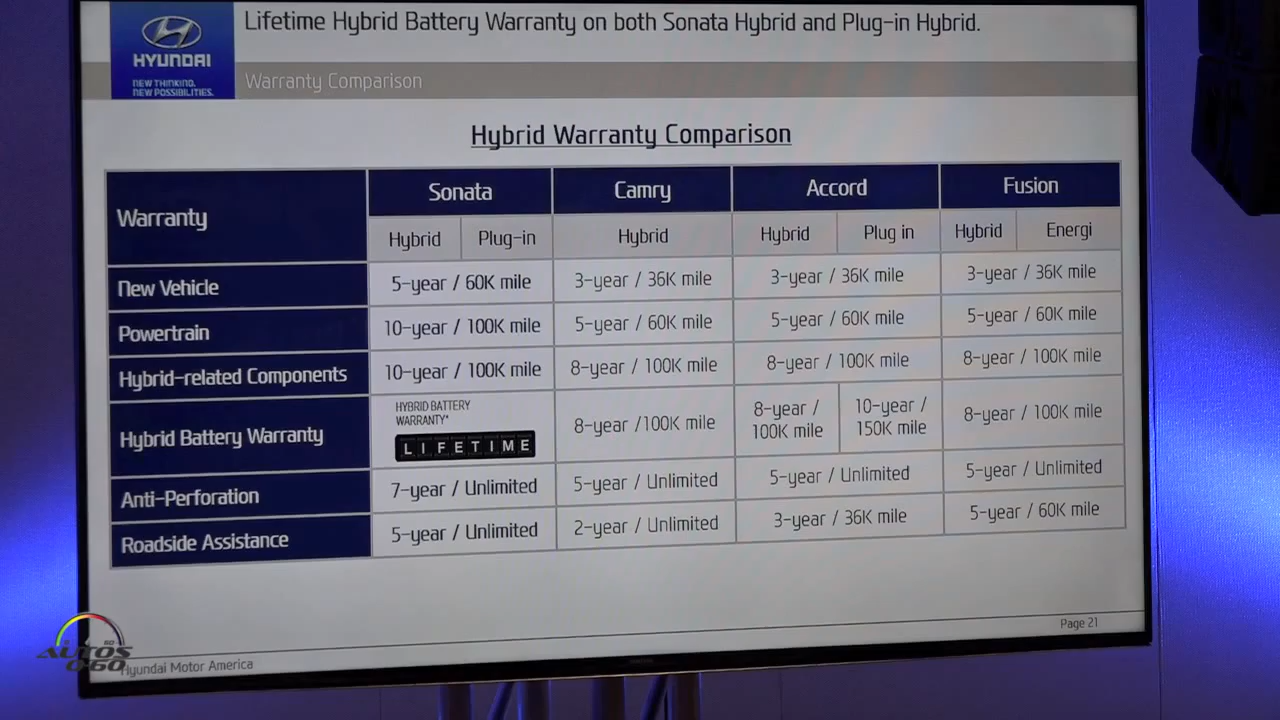 Lifetime Hybrid Battery Warranty on both Sonata Hybrid and Plug-in Hybrid.
HYUNDAI
NEW THINKING.
NEW POSSIBILITIES.
Warranty Comparison
Hybrid Warranty Comparison
Warranty Sonata Camry Accord Fusion
Hybrid Plug-in Hybrid Hybrid Plug in Hybrid Energi
New Vehicle 5-year / 60K mile 3-year / 36K mile 3-year / 36K mile 3-year / 36K mile
Powertrain 10-year / 100K mile 5-year / 60K mile 5-year / 60K mile 5-year / 60K mile
Hybrid-related Components 10-year / 100K mile 8-year / 100K mile 8-year / 100K mile 8-year / 100K mile
Hybrid Battery Warranty
HYBRID BATTERY
WARRANTY*
LIFETIME
8-year /100K mile
8-year /
100K mile
10-year /
150K mile
8-year / 100K mile
Anti-Perforation 7-year / Unlimited 5-year / Unlimited 5-year / Unlimited 5-year / Unlimited
Roadside Assistance 5-year / Unlimited 2-year / Unlimited 3-year / 36K mile 5-year / 60K mile
Page 21
Hyundai Motor America
AUTOS
0-60